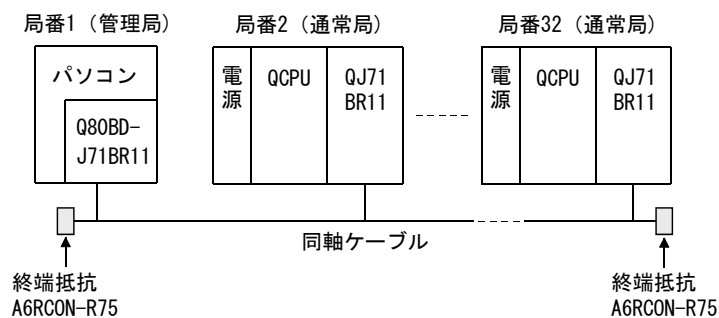 局番1（管理局）
局番2（通常局）
局番32（通常局）
パソコン
Q80BD-
J71BR11
電源
QCPU
QJ71
BR11
電源
QCPU
QJ71
BR11
同軸ケーブル
終端抵抗
A6RCON-R75
終端抵抗
A6RCON-R75